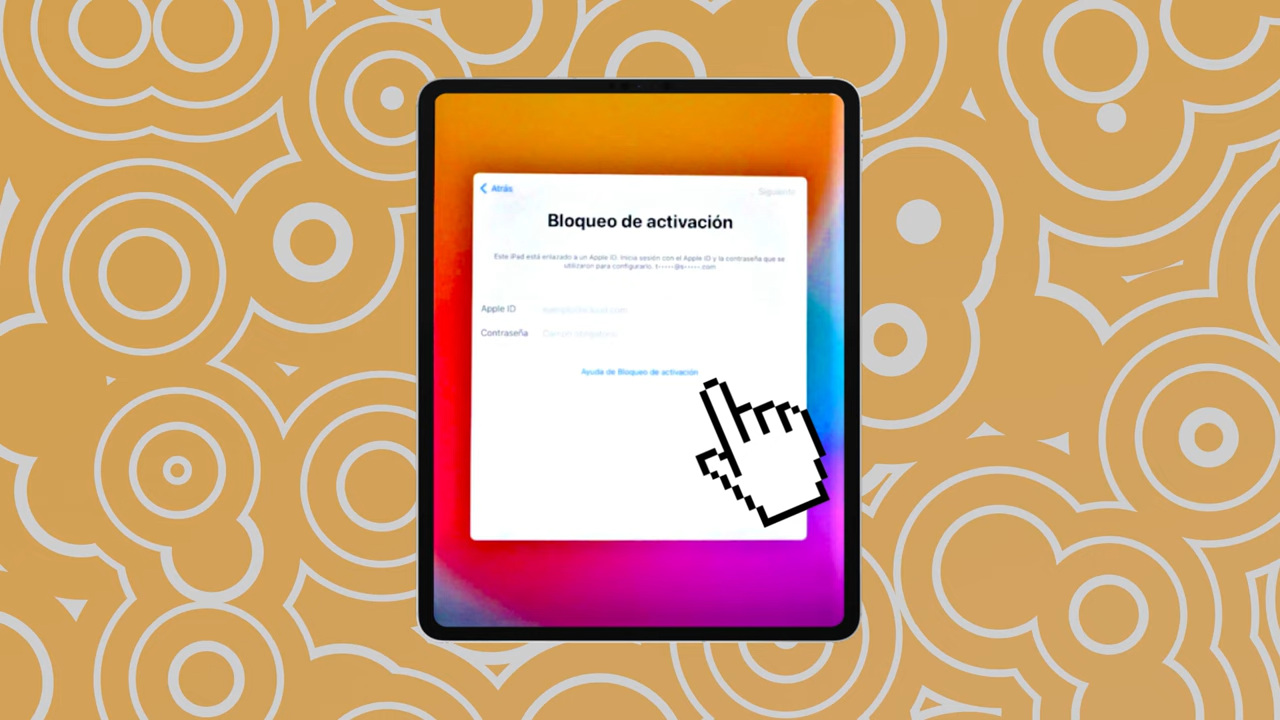 Atrás
Siguiente
Bloqueo de activación
Este iPad está enlazado a un Apple ID. Inicia sesión con el Apple ID y la contraseña que se
utilizaron para configurarlo. t•••••@s•••••.com
Apple ID
Contraseña
Ayuda de Bloqueo de activación